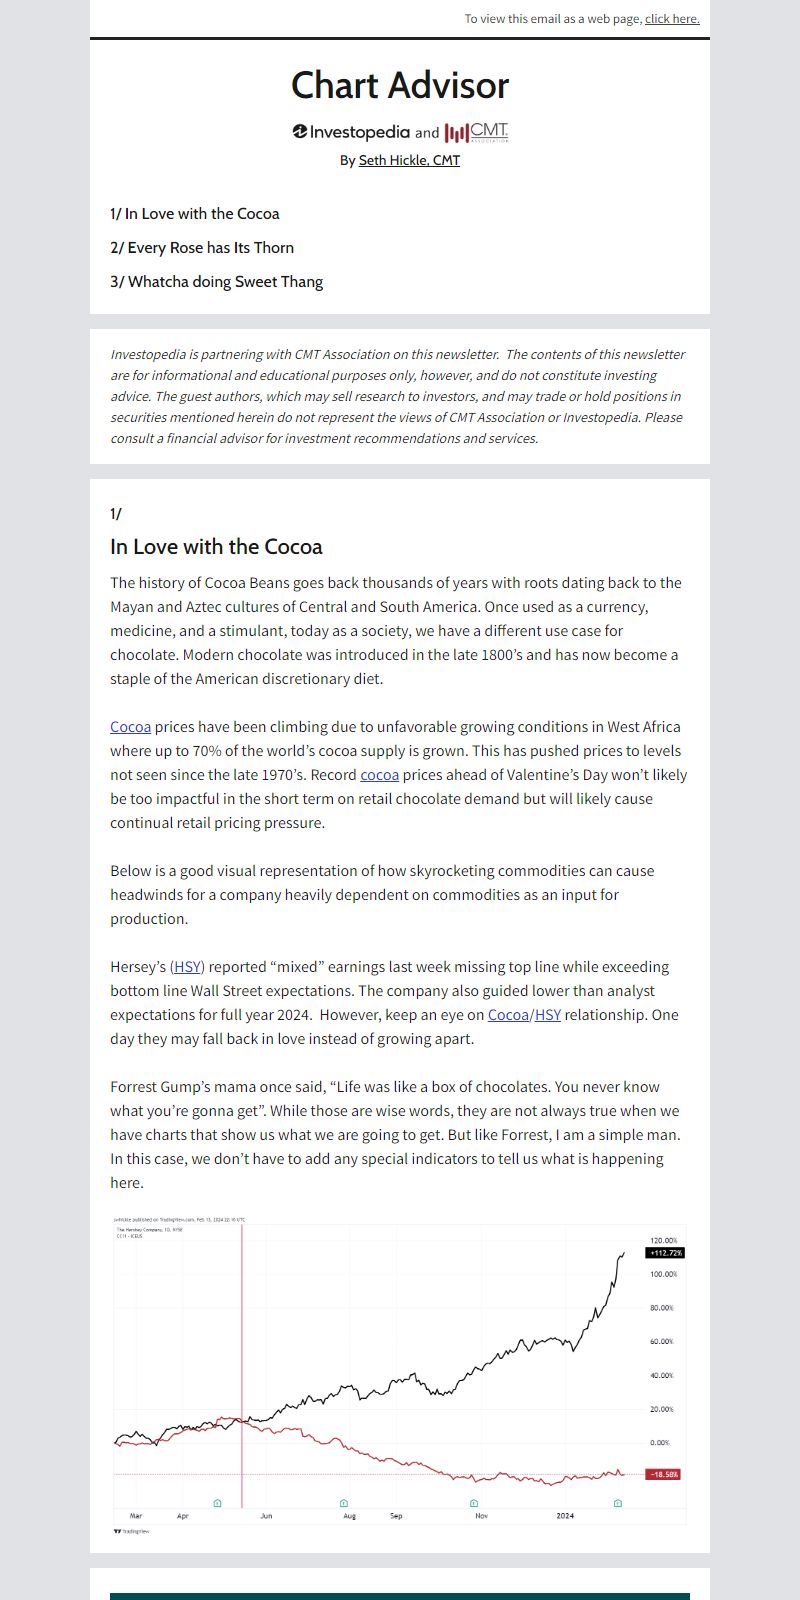 To view this email as a web page, click here.
Chart Advisor
Investopedia and CMT ASSOCIATION
By Seth Hickle, CMT
1/ In Love with the Cocoa
2/ Every Rose has Its Thorn
3/ Whatcha doing Sweet Thang
Investopedia is partnering with CMT Association on this newsletter.  The contents of this newsletter
are for informational and educational purposes only, however, and do not constitute investing
advice. The guest authors, which may sell research to investors, and may trade or hold positions in
securities mentioned herein do not represent the views of CMT Association or Investopedia. Please
consult a financial advisor for investment recommendations and services.
1/
In Love with the Cocoa
The history of Cocoa Beans goes back thousands of years with roots dating back to the
Mayan and Aztec cultures of Central and South America. Once used as a currency,
medicine, and a stimulant, today as a society, we have a different use case for
chocolate. Modern chocolate was introduced in the late 1800’s and has now become a
staple of the American discretionary diet.
Cocoa prices have been climbing due to unfavorable growing conditions in West Africa
where up to 70% of the world’s cocoa supply is grown. This has pushed prices to levels
not seen since the late 1970’s. Record cocoa prices ahead of Valentine’s Day won’t likely
be too impactful in the short term on retail chocolate demand but will likely cause
continual retail pricing pressure.
Below is a good visual representation of how skyrocketing commodities can cause
headwinds for a company heavily dependent on commodities as an input for
production.
Hersey’s (HSY) reported “mixed” earnings last week missing top line while exceeding
bottom line Wall Street expectations. The company also guided lower than analyst
expectations for full year 2024.  However, keep an eye on Cocoa/HSY relationship. One
day they may fall back in love instead of growing apart.
Forrest Gump’s mama once said, “Life was like a box of chocolates. You never know
what you’re gonna get”. While those are wise words, they are not always true when we
have charts that show us what we are going to get. But like Forrest, I am a simple man.
In this case, we don’t have to add any special indicators to tell us what is happening
here.
published on TradingView.com, Feb 13, 2024 22:10 UTC
The Hershey Company, 1D, NYSE
CC1! · ICEUS
120.00%
+112.72%
100.00%
80.00%
60.00%
40.00%
20.00%
0.00%
−18.58%
Mar Apr Jun Aug Sep Nov 2024
TradingView